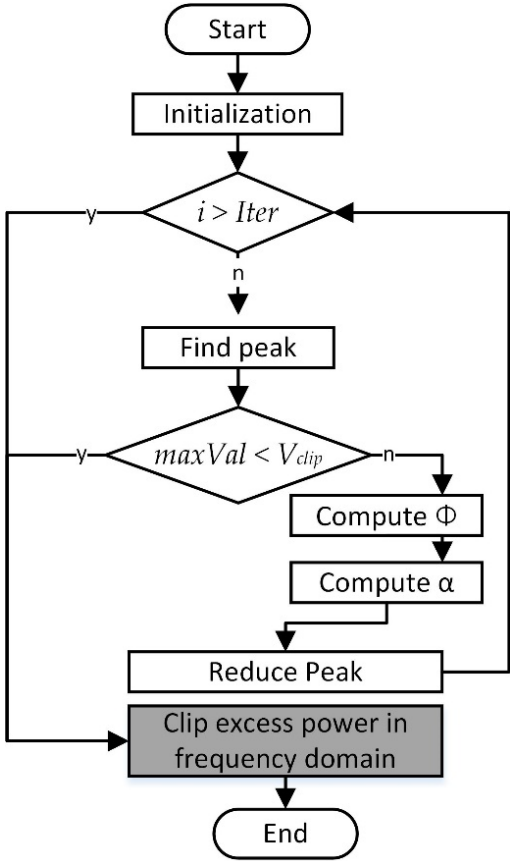 Start
Initialization
y
i > Iter
n
Find peak
y
maxVal < Vclip
n
Compute Φ
Compute α
Reduce Peak
Clip excess power in
frequency domain
End